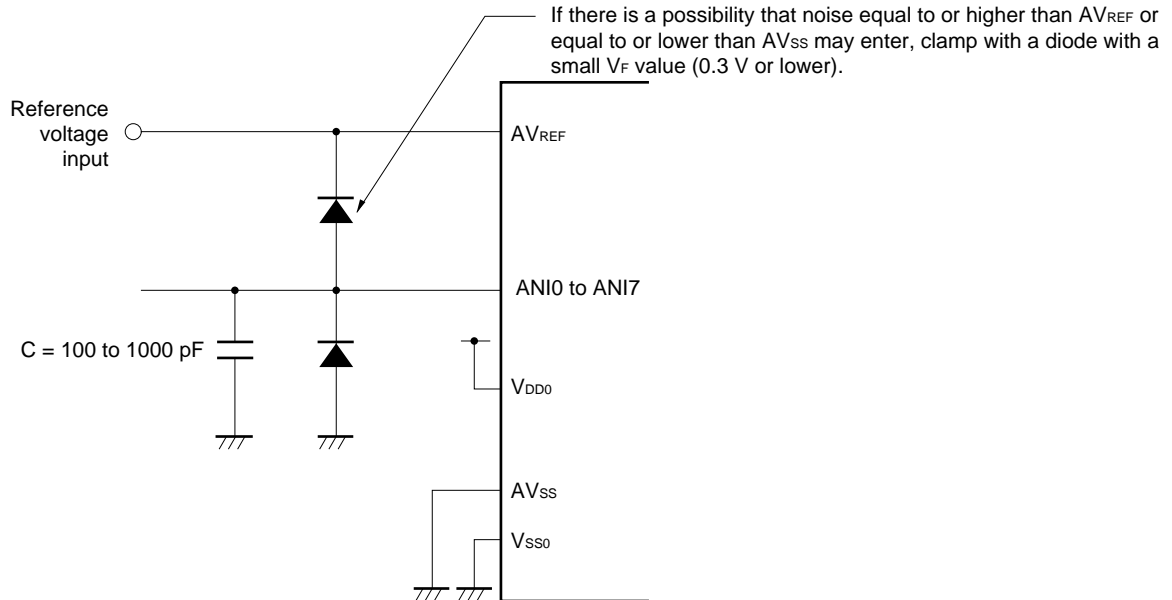 If there is a possibility that noise equal to or higher than AVREF or
equal to or lower than AVSS may enter, clamp with a diode with a
small VF value (0.3 V or lower).
Reference
voltage
input
AVREF
ANI0 to ANI7
C = 100 to 1000 pF
VDD0
AVSS
VSS0